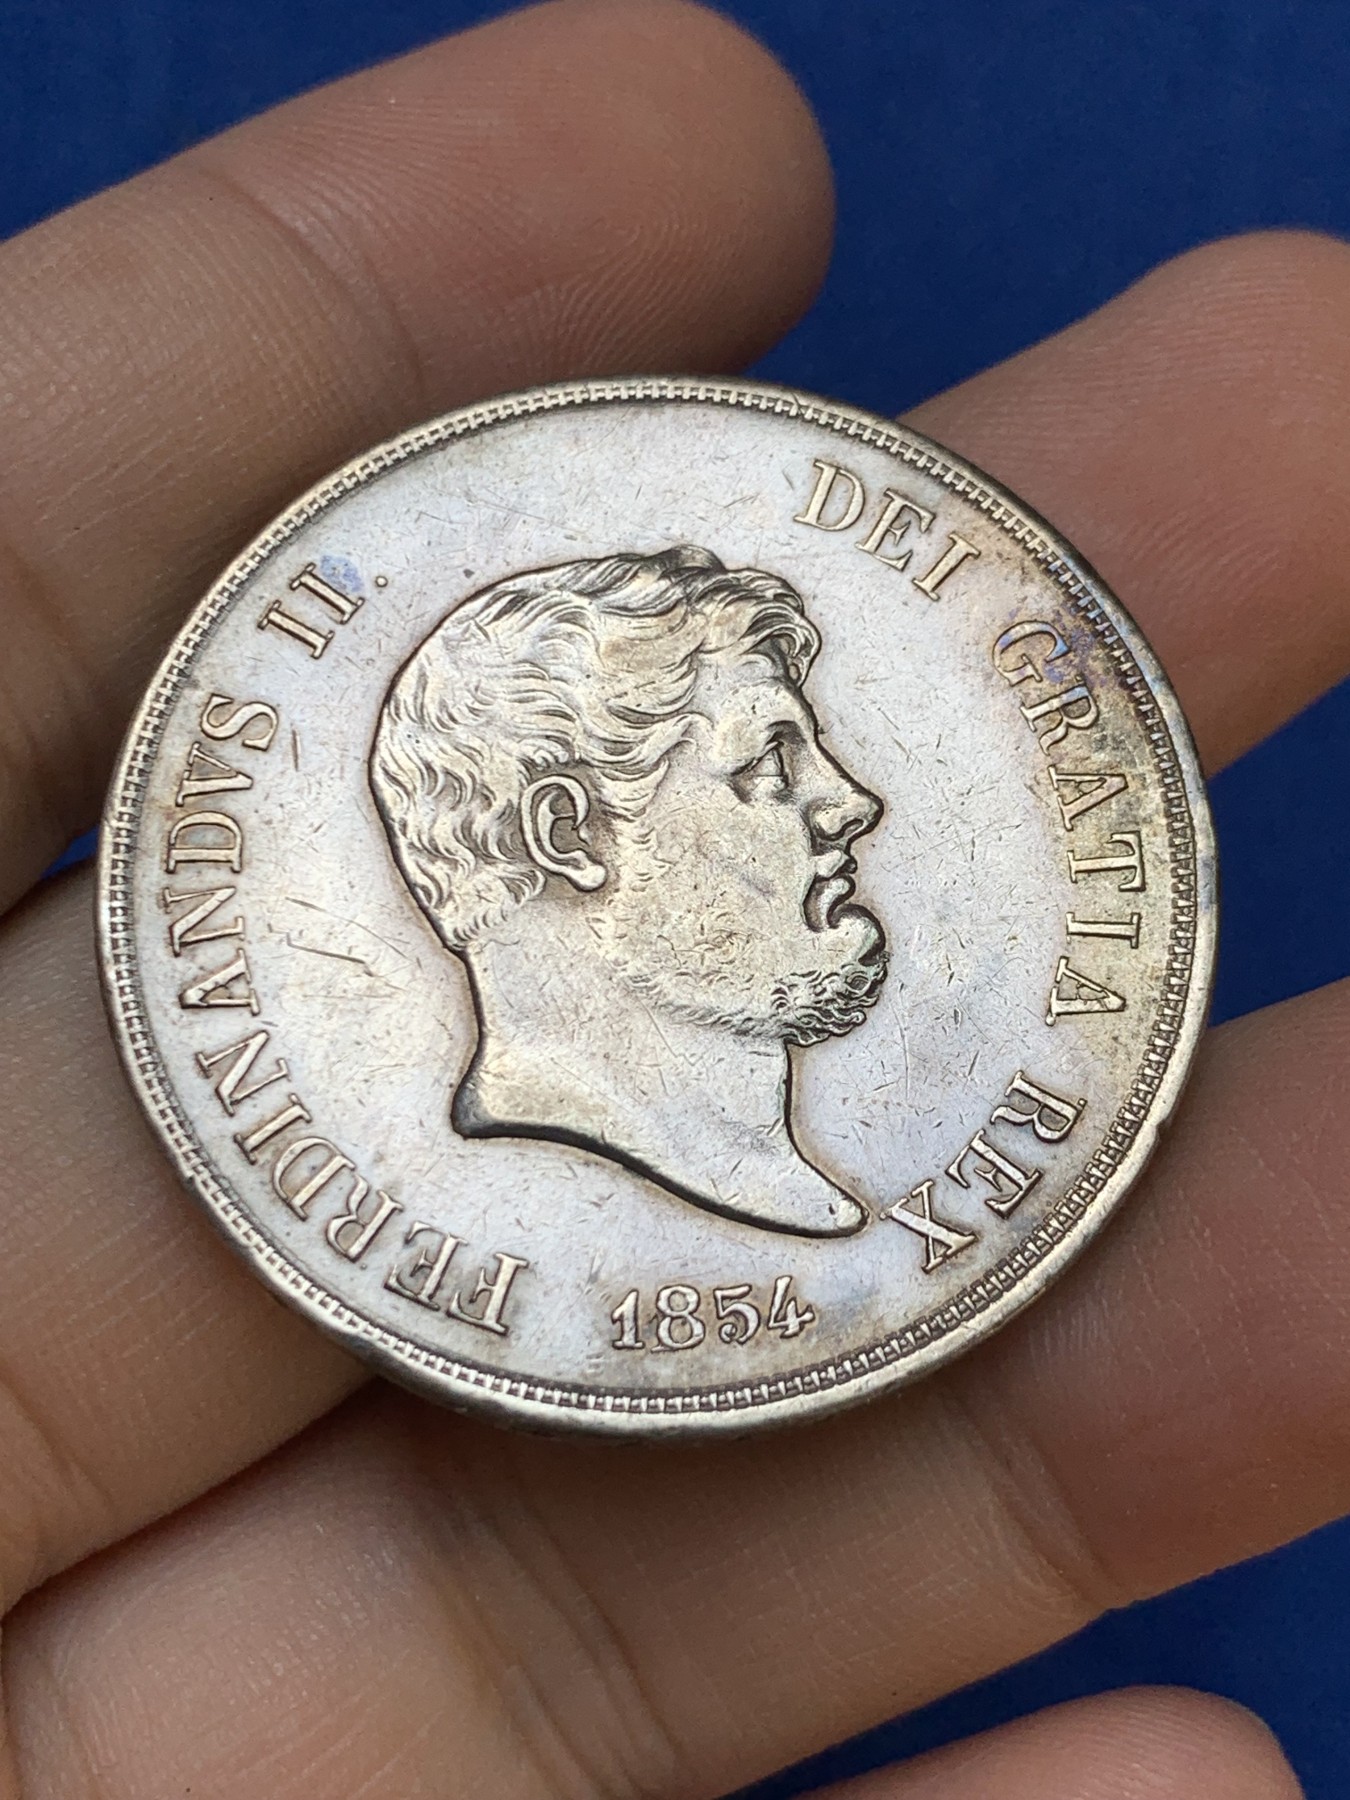 FERDINANDVS II. DEI GRATIA REX
1854